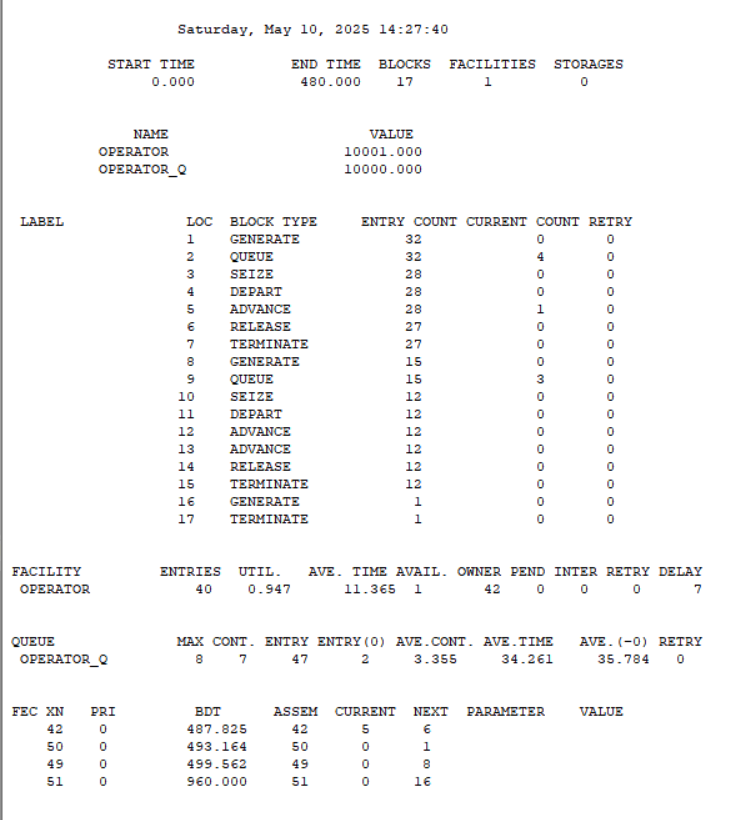 Saturday, May 10, 2025 14:27:40
START TIME END TIME BLOCKS FACILITIES STORAGES
0.000 480.000 17 1 0
NAME VALUE
OPERATOR 10001.000
OPERATOR_Q 10000.000
LABEL LOC BLOCK TYPE ENTRY COUNT CURRENT COUNT RETRY
1 GENERATE 32 0 0
2 QUEUE 32 4 0
3 SEIZE 28 0 0
4 DEPART 28 0 0
5 ADVANCE 28 1 0
6 RELEASE 27 0 0
7 TERMINATE 27 0 0
8 GENERATE 15 0 0
9 QUEUE 15 3 0
10 SEIZE 12 0 0
11 DEPART 12 0 0
12 ADVANCE 12 0 0
13 ADVANCE 12 0 0
14 RELEASE 12 0 0
15 TERMINATE 12 0 0
16 GENERATE 1 0 0
17 TERMINATE 1 0 0
FACILITY ENTRIES UTIL. AVE. TIME AVAIL. OWNER PEND INTER RETRY DELAY
OPERATOR 40 0.947 11.365 1 42 0 0 0 7
QUEUE MAX CONT. ENTRY ENTRY(0) AVE.CONT. AVE.TIME AVE.(-0) RETRY
OPERATOR_Q 8 7 47 2 3.355 34.261 35.784 0
FEC XN PRI BDT ASSEM CURRENT NEXT PARAMETER VALUE
42 0 487.825 42 5 6
50 0 493.164 50 0 1
49 0 499.562 49 0 8
51 0 960.000 51 0 16